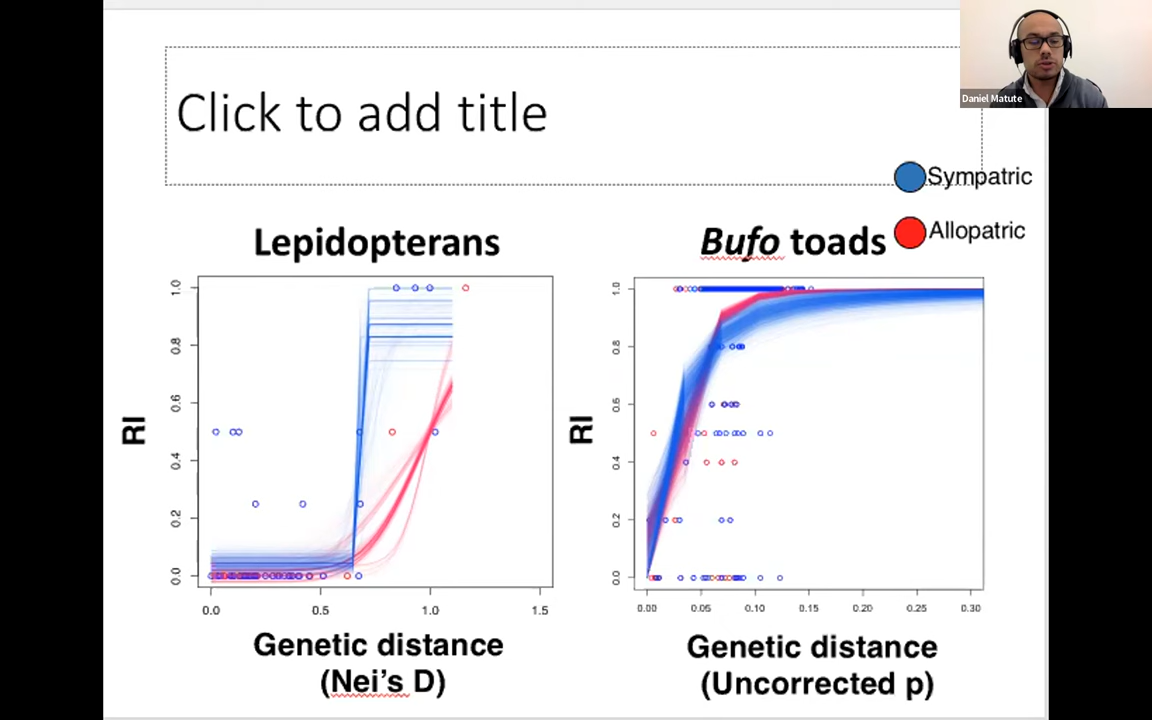 Daniel Matute
Click to add title
Sympatric
Allopatric
Lepidopterans
Bufo toads
RI
1.0
0.8
0.6
0.4
0.2
0.0
0.0 0.5 1.0 1.5
Genetic distance
(Nei's D)
RI
1.0
0.8
0.6
0.4
0.2
0.0
0.00 0.05 0.10 0.15 0.20 0.25 0.30
Genetic distance
(Uncorrected p)